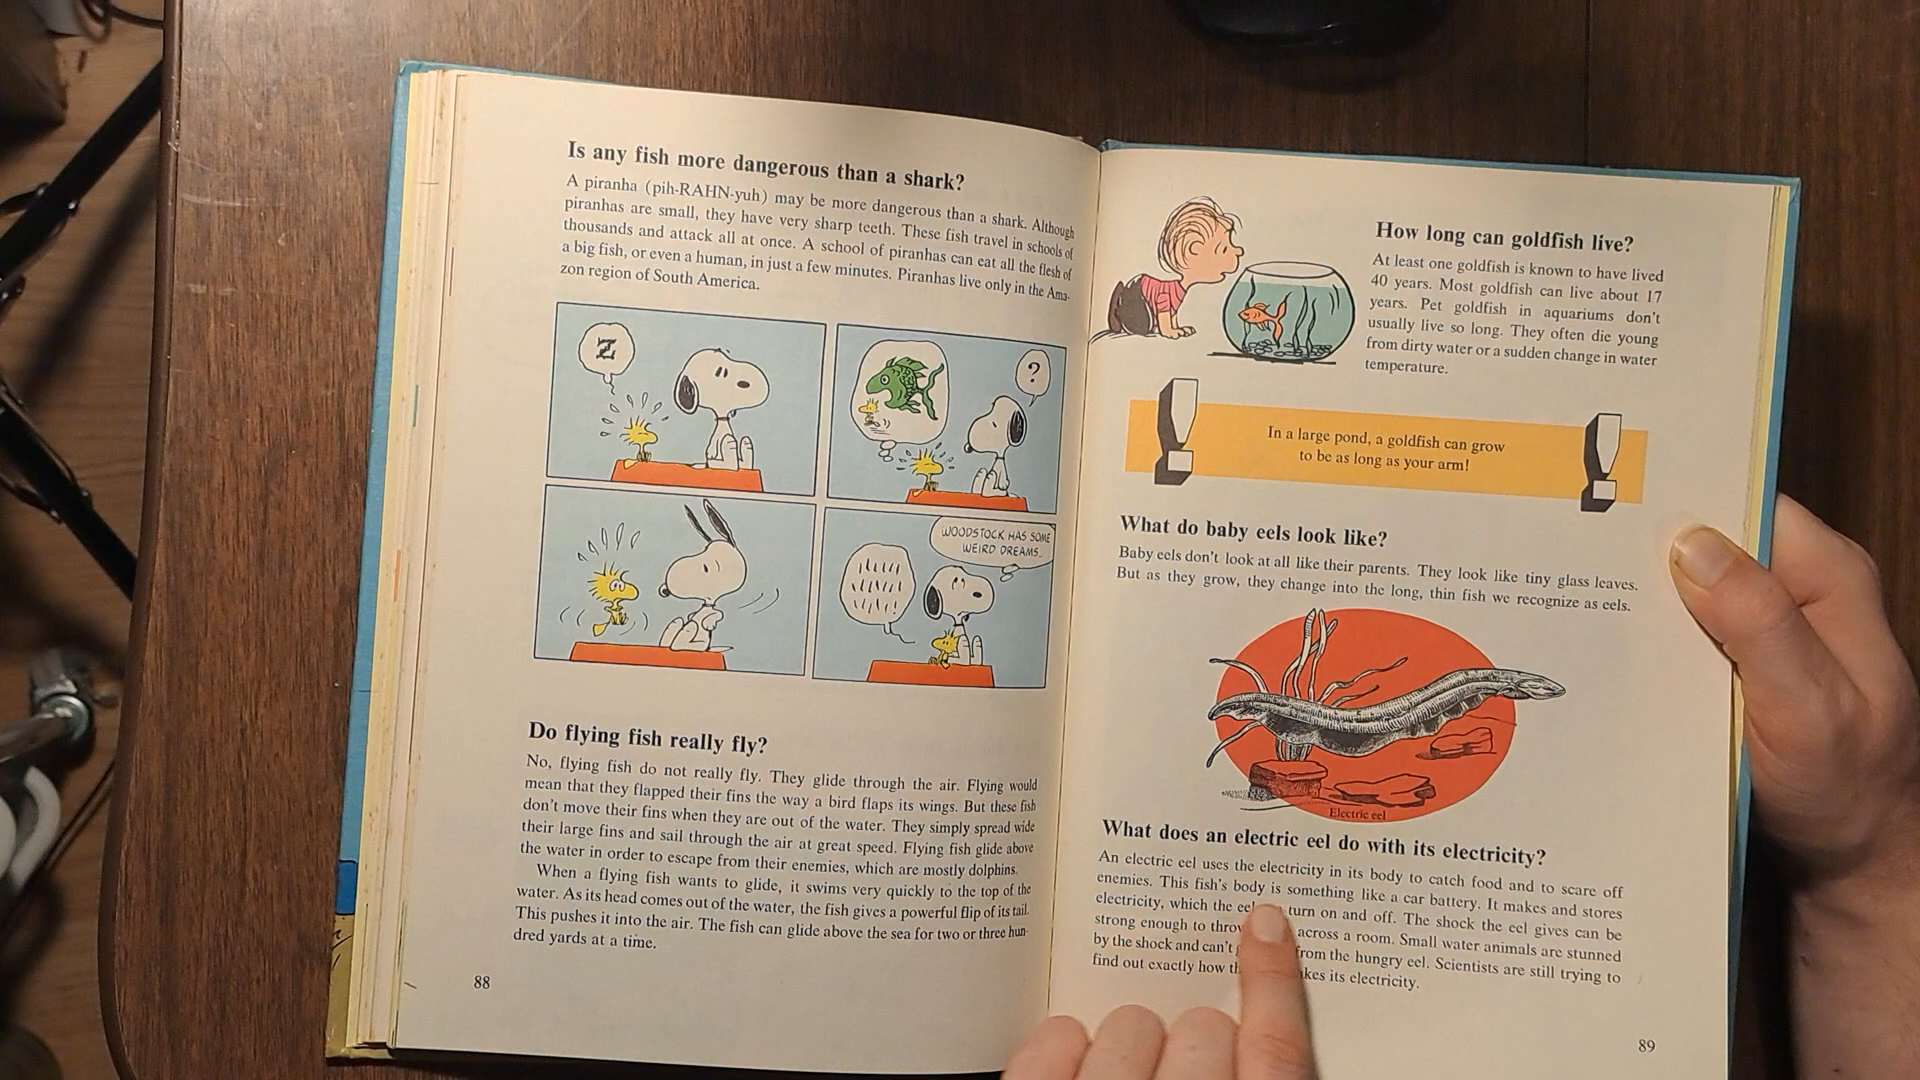 Is any fish more dangerous than a shark?
A piranha (pih-RAHN-yuh) may be more dangerous than a shark. Although
piranhas are small, they have very sharp teeth. These fish travel in schools of
thousands and attack all at once. A school of piranhas can eat all the flesh of
a big fish, or even a human, in just a few minutes. Piranhas live only in the Ama-
zon region of South America.
Z
?
WOODSTOCK HAS SOME
WEIRD DREAMS..
Do flying fish really fly?
No, flying fish do not really fly. They glide through the air. Flying would
mean that they flapped their fins the way a bird flaps its wings. But these fish
don't move their fins when they are out of the water. They simply spread wide
their large fins and sail through the air at great speed. Flying fish glide above
the water in order to escape from their enemies, which are mostly dolphins.
When a flying fish wants to glide, it swims very quickly to the top of the
water. As its head comes out of the water, the fish gives a powerful flip of its tail.
This pushes it into the air. The fish can glide above the sea for two or three hun-
dred yards at a time.
88
How long can goldfish live?
At least one goldfish is known to have lived
40 years. Most goldfish can live about 17
years. Pet goldfish in aquariums don't
usually live so long. They often die young
from dirty water or a sudden change in water
temperature.
!
In a large pond, a goldfish can grow
to be as long as your arm!
!
What do baby eels look like?
Baby eels don't look at all like their parents. They look like tiny glass leaves.
But as they grow, they change into the long, thin fish we recognize as eels.
Electric eel
What does an electric eel do with its electricity?
An electric eel uses the electricity in its body to catch food and to scare off
enemies. This fish's body is something like a car battery. It makes and stores
electricity, which the eel turn on and off. The shock the eel gives can be
strong enough to across a room. Small water animals are stunned
by the shock and can't from the hungry eel. Scientists are still trying to
find out exactly how its electricity.
89